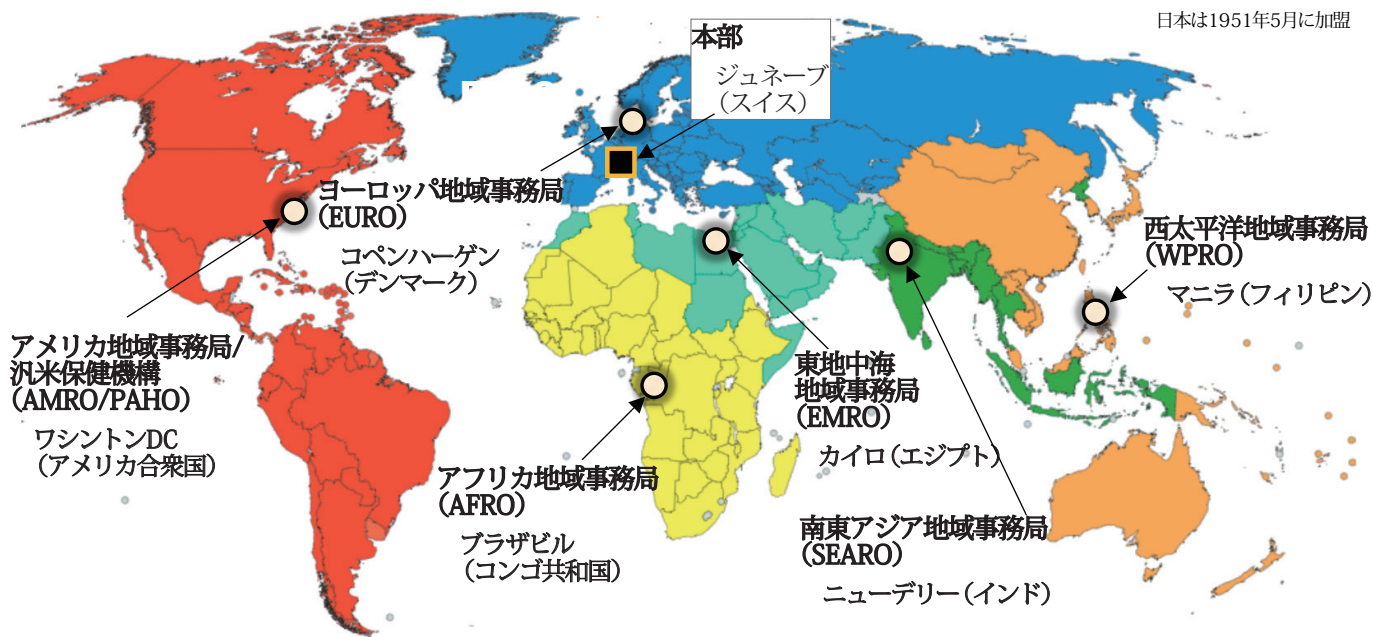 日本は1951年5月に加盟
本部
ジュネーブ
（スイス）
ヨーロッパ地域事務局
(EURO)
コペンハーゲン
（デンマーク）
西太平洋地域事務局
(WPRO)
マニラ（フィリピン）
アメリカ地域事務局/
汎米保健機構
(AMRO/PAHO)
ワシントンDC
（アメリカ合衆国）
東地中海
地域事務局
(EMRO)
カイロ（エジプト）
アフリカ地域事務局
(AFRO)
ブラザビル
（コンゴ共和国）
南東アジア地域事務局
(SEARO)
ニューデリー（インド）